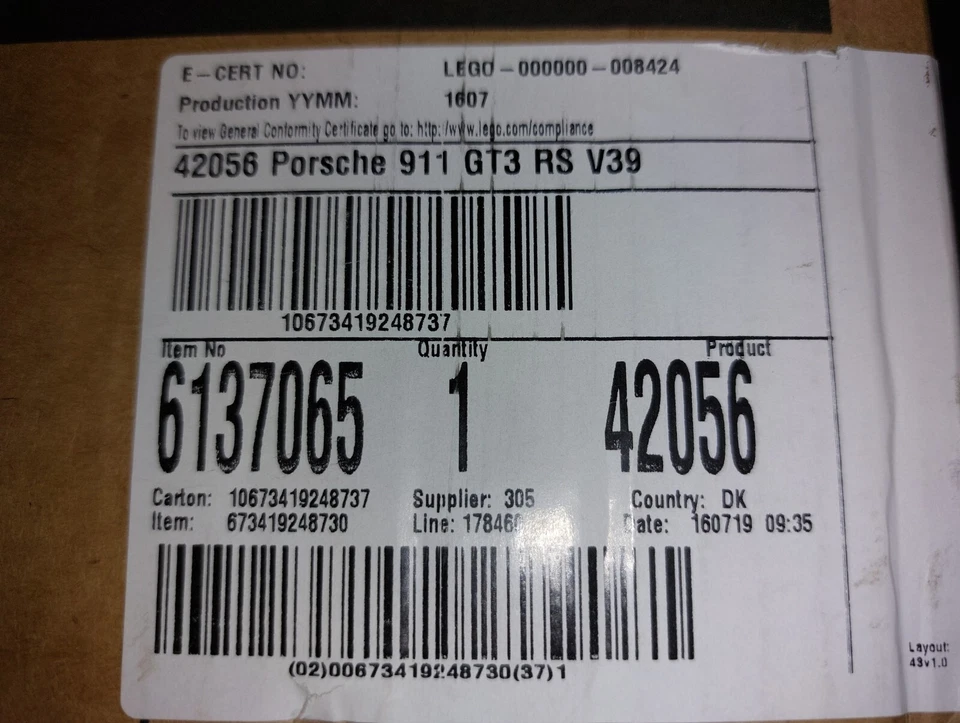 E-CERT NO: LEGO-000000-008424
Production YYMM: 1607
To view General Conformity Certificate go to: http:/www.lego.com/compliance
42056 Porsche 911 GT3 RS V39
10673419248737
Item No Quantity Product
6137065 1 42056
Carton: 10673419248737 Supplier: 305 Country: DK
Item: 673419248730 Line: Date: 160719 09:35
(02)00673419248730(37)1
Layout:
43v1.0